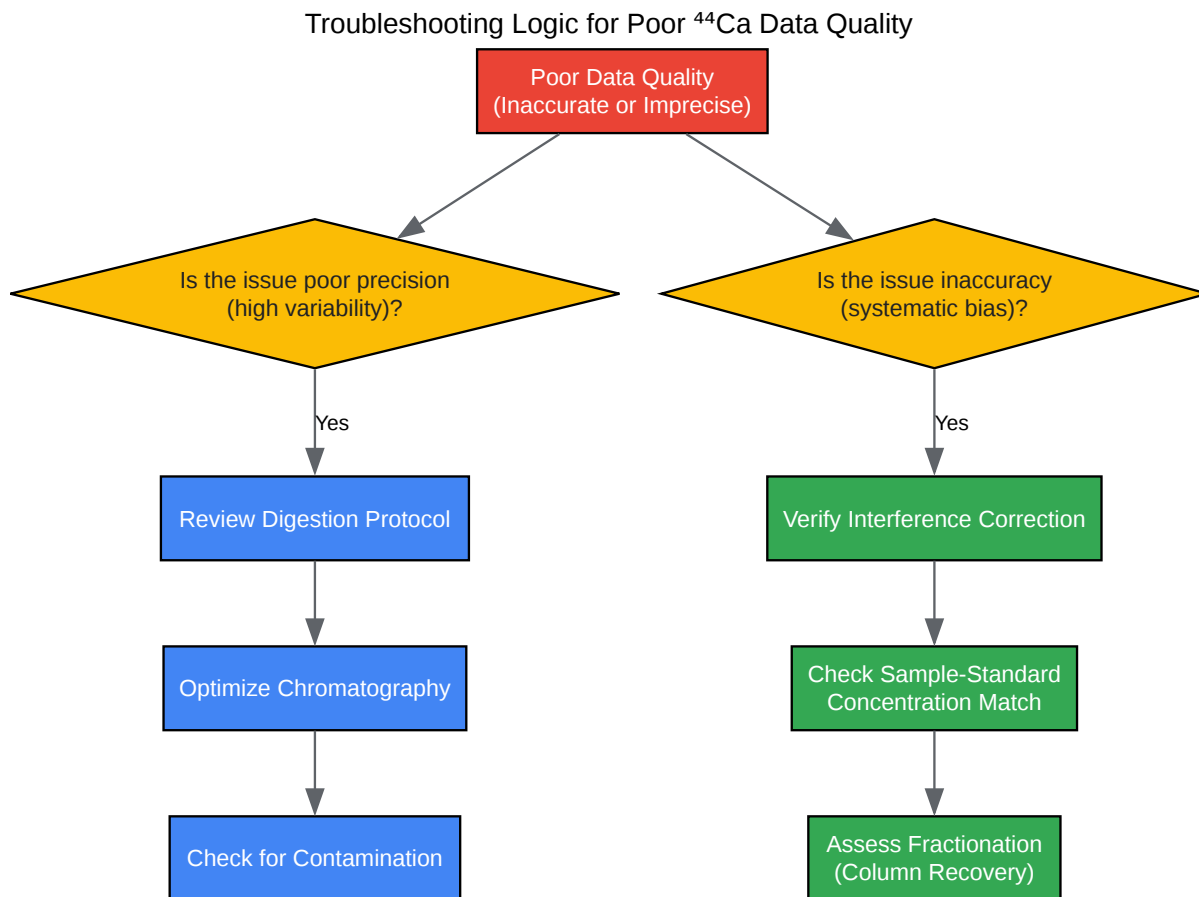 Troubleshooting Logic for Poor ⁴⁴Ca Data Quality
Poor Data Quality
(Inaccurate or Imprecise)
Is the issue poor precision
(high variability)?
Is the issue inaccuracy
(systematic bias)?
Yes
Yes
Review Digestion Protocol
Verify Interference Correction
Optimize Chromatography
Check Sample-Standard
Concentration Match
Check for Contamination
Assess Fractionation
(Column Recovery)